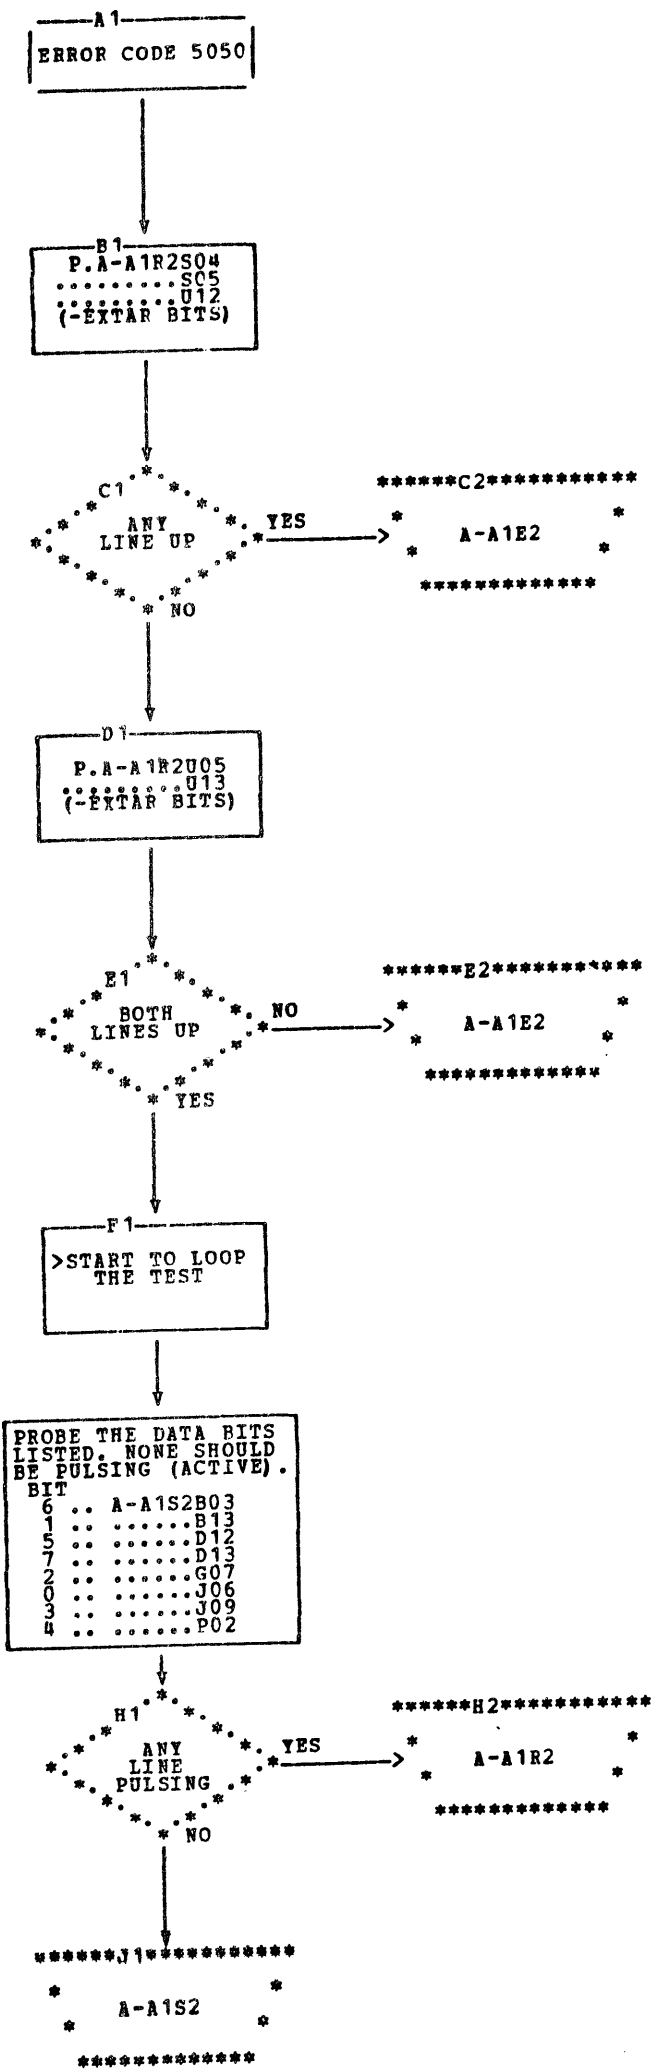 A1
ERROR CODE 5050
B1
P.A-A1R2S04
.........S05
.........U12
(-EXTAR BITS)
C1
ANY
LINE UP
YES
NO
******C2***********
A-A1E2
*************
D1
P.A-A1R2U05
.........U13
(-EXTAR BITS)
E1
BOTH
LINES UP
NO
YES
******E2***********
A-A1E2
*************
F1
>START TO LOOP
THE TEST
PROBE THE DATA BITS
LISTED. NONE SHOULD
BE PULSING (ACTIVE).
BIT
6 .. A-A1S2B03
1 .. ......B13
5 .. ......D12
7 .. ......D13
2 .. ......G07
0 .. ......J06
3 .. ......J09
4 .. ......P02
H1
ANY
LINE
PULSING
YES
NO
******H2***********
A-A1R2
*************
******J1***********
A-A1S2
*************